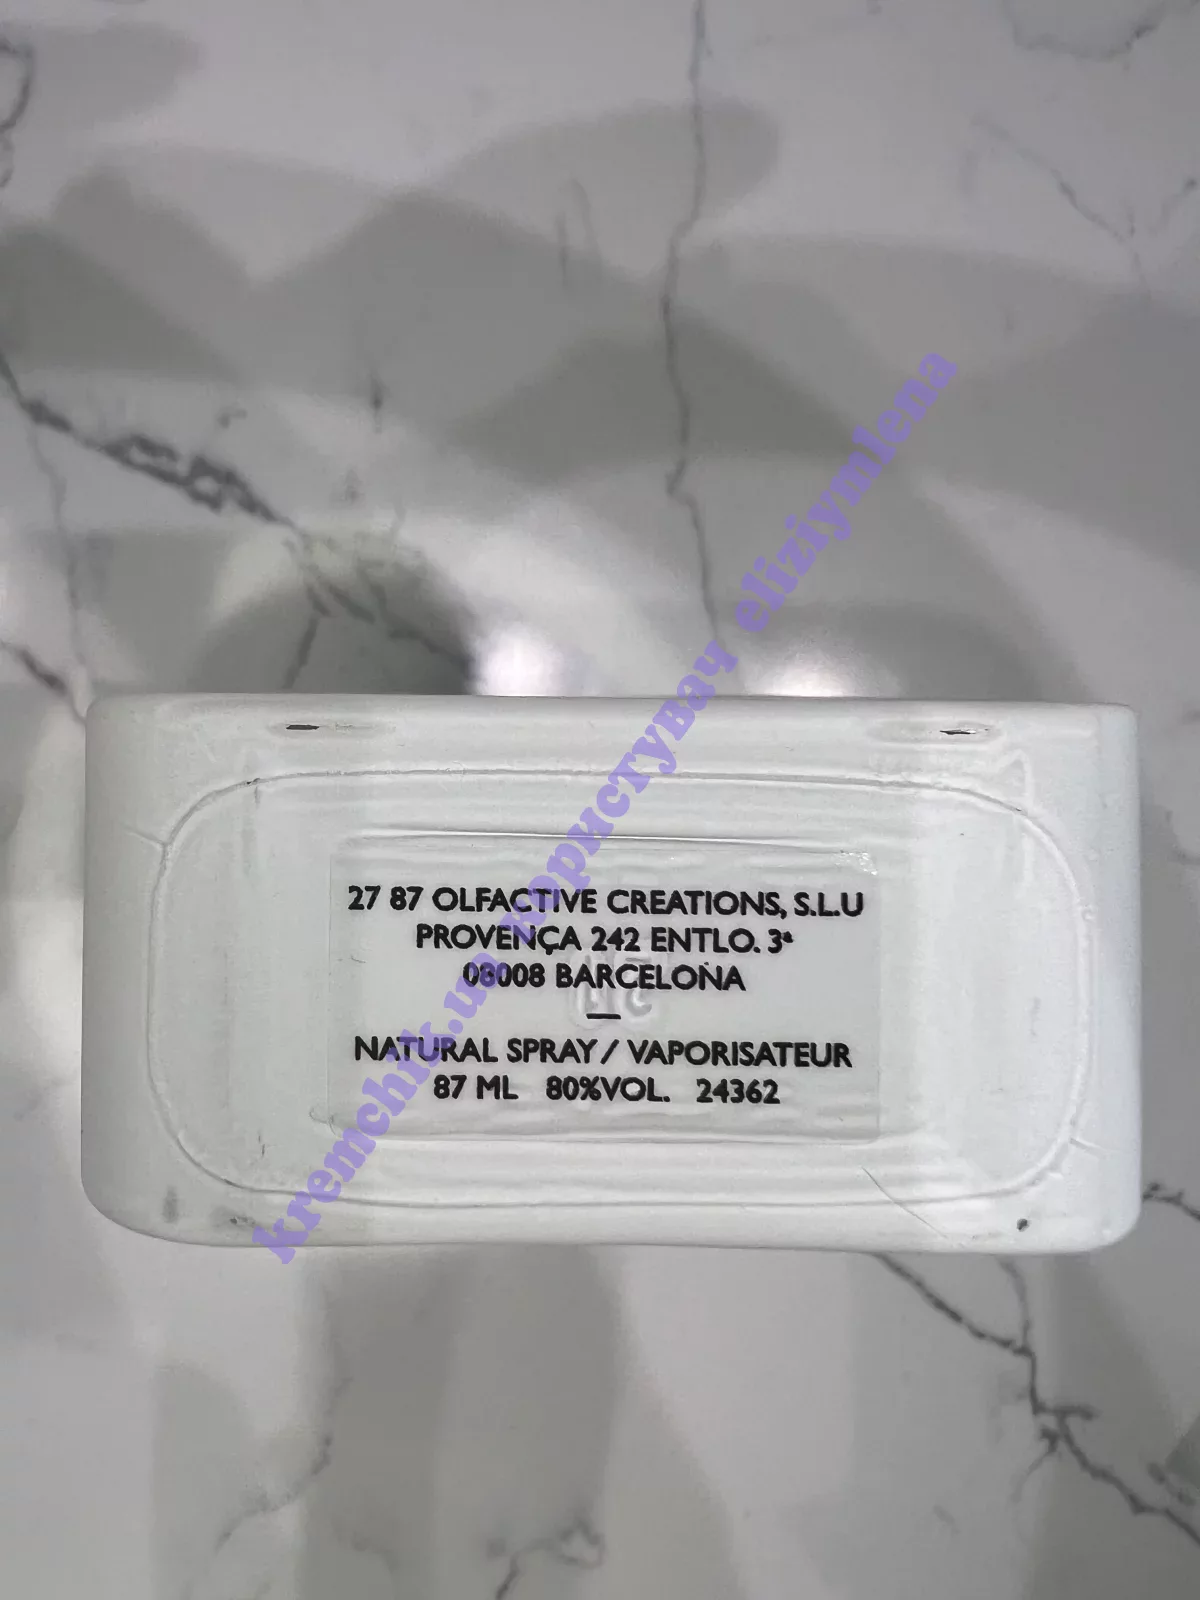 27 87 OLFACTIVE CREATIONS, S.L.U
PROVENÇA 242 ENTLO. 3ª
08008 BARCELONA
—
NATURAL SPRAY / VAPORISATEUR
87 ML 80%VOL. 24362
kremchik.ua користувач eliziymlena